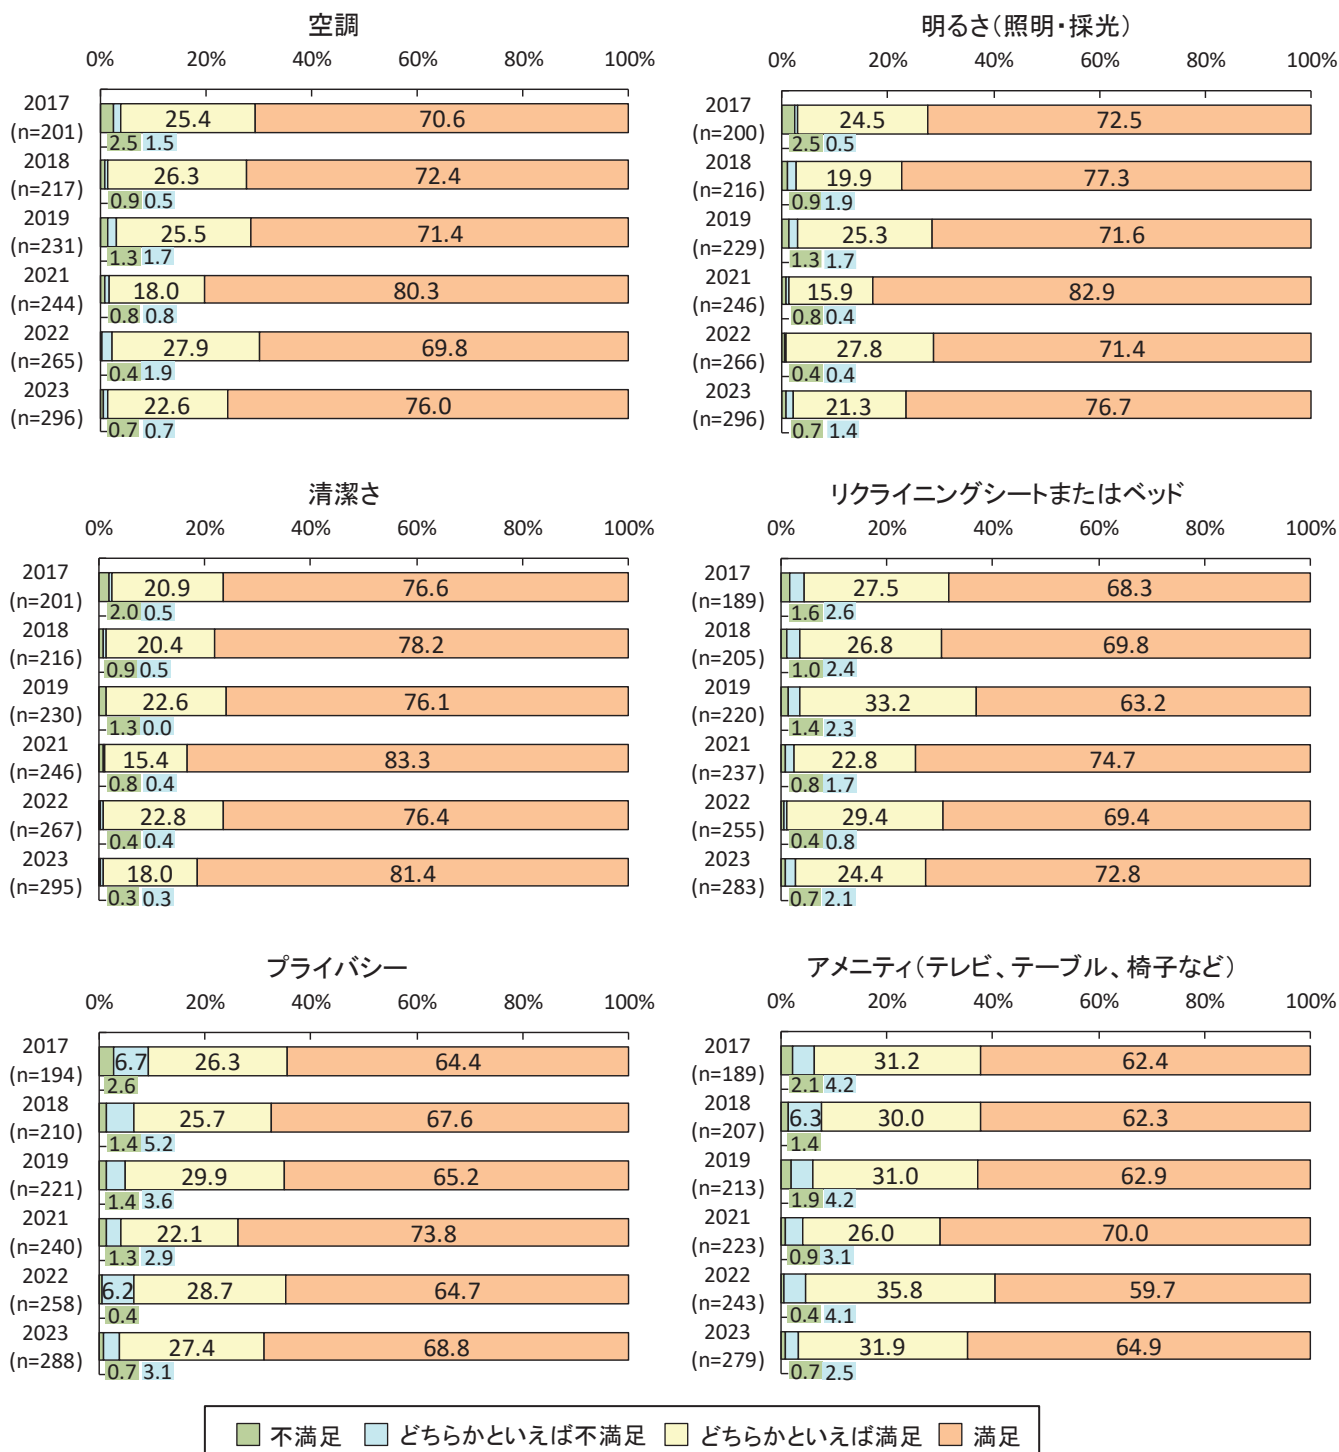 空調
0% 20% 40% 60% 80% 100%
2017 25.4 70.6
(n=201) 2.5 1.5
2018 26.3 72.4
(n=217) 0.9 0.5
2019 25.5 71.4
(n=231) 1.3 1.7
2021 18.0 80.3
(n=244) 0.8 0.8
2022 27.9 69.8
(n=265) 0.4 1.9
2023 22.6 76.0
(n=296) 0.7 0.7
明るさ(照明・採光)
0% 20% 40% 60% 80% 100%
2017 24.5 72.5
(n=200) 2.5 0.5
2018 19.9 77.3
(n=216) 0.9 1.9
2019 25.3 71.6
(n=229) 1.3 1.7
2021 15.9 82.9
(n=246) 0.8 0.4
2022 27.8 71.4
(n=266) 0.4 0.4
2023 21.3 76.7
(n=296) 0.7 1.4
清潔さ
0% 20% 40% 60% 80% 100%
2017 20.9 76.6
(n=201) 2.0 0.5
2018 20.4 78.2
(n=216) 0.9 0.5
2019 22.6 76.1
(n=230) 1.3 0.0
2021 15.4 83.3
(n=246) 0.8 0.4
2022 22.8 76.4
(n=267) 0.4 0.4
2023 18.0 81.4
(n=295) 0.3 0.3
リクライニングシートまたはベッド
0% 20% 40% 60% 80% 100%
2017 27.5 68.3
(n=189) 1.6 2.6
2018 26.8 69.8
(n=205) 1.0 2.4
2019 33.2 63.2
(n=220) 1.4 2.3
2021 22.8 74.7
(n=237) 0.8 1.7
2022 29.4 69.4
(n=255) 0.4 0.8
2023 24.4 72.8
(n=283) 0.7 2.1
プライバシー
0% 20% 40% 60% 80% 100%
2017 6.7 26.3 64.4
(n=194) 2.6
2018 25.7 67.6
(n=210) 1.4 5.2
2019 29.9 65.2
(n=221) 1.4 3.6
2021 22.1 73.8
(n=240) 1.3 2.9
2022 6.2 28.7 64.7
(n=258) 0.4
2023 27.4 68.8
(n=288) 0.7 3.1
アメニティ(テレビ、テーブル、椅子など)
0% 20% 40% 60% 80% 100%
2017 31.2 62.4
(n=189) 2.1 4.2
2018 6.3 30.0 62.3
(n=207) 1.4
2019 31.0 62.9
(n=213) 1.9 4.2
2021 26.0 70.0
(n=223) 0.9 3.1
2022 35.8 59.7
(n=243) 0.4 4.1
2023 31.9 64.9
(n=279) 0.7 2.5
不満足 どちらかといえば不満足 どちらかといえば満足 満足